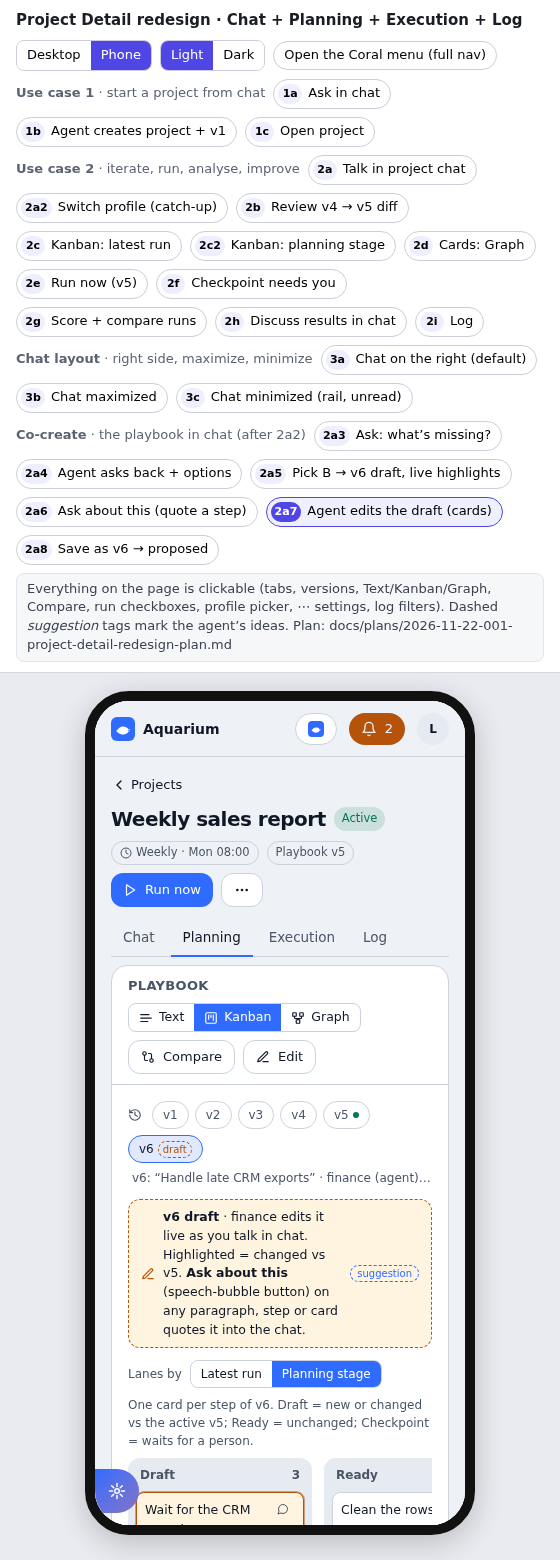 Project Detail redesign · Chat + Planning + Execution + Log
Desktop Phone Light Dark Open the Coral menu (full nav)
Use case 1 · start a project from chat 1a Ask in chat
1b Agent creates project + v1 1c Open project
Use case 2 · iterate, run, analyse, improve 2a Talk in project chat
2a2 Switch profile (catch-up) 2b Review v4 → v5 diff
2c Kanban: latest run 2c2 Kanban: planning stage 2d Cards: Graph
2e Run now (v5) 2f Checkpoint needs you
2g Score + compare runs 2h Discuss results in chat 2i Log
Chat layout · right side, maximize, minimize 3a Chat on the right (default)
3b Chat maximized 3c Chat minimized (rail, unread)
Co-create · the playbook in chat (after 2a2) 2a3 Ask: what’s missing?
2a4 Agent asks back + options 2a5 Pick B → v6 draft, live highlights
2a6 Ask about this (quote a step) 2a7 Agent edits the draft (cards)
2a8 Save as v6 → proposed
Everything on the page is clickable (tabs, versions, Text/Kanban/Graph,
Compare, run checkboxes, profile picker, ··· settings, log filters). Dashed
suggestion tags mark the agent’s ideas. Plan: docs/plans/2026-11-22-001-
project-detail-redesign-plan.md
Aquarium 2 L
Projects
Weekly sales report Active
Weekly · Mon 08:00 Playbook v5
Run now ···
Chat Planning Execution Log
PLAYBOOK
Text Kanban Graph
Compare Edit
v1 v2 v3 v4 v5
v6 draft
v6: “Handle late CRM exports” · finance (agent)...
v6 draft · finance edits it
live as you talk in chat.
Highlighted = changed vs
v5. Ask about this
(speech-bubble button) on
any paragraph, step or card
quotes it into the chat.
suggestion
Lanes by Latest run Planning stage
One card per step of v6. Draft = new or changed
vs the active v5; Ready = unchanged; Checkpoint
= waits for a person.
Draft 3 Ready
Wait for the CRM Clean the rows